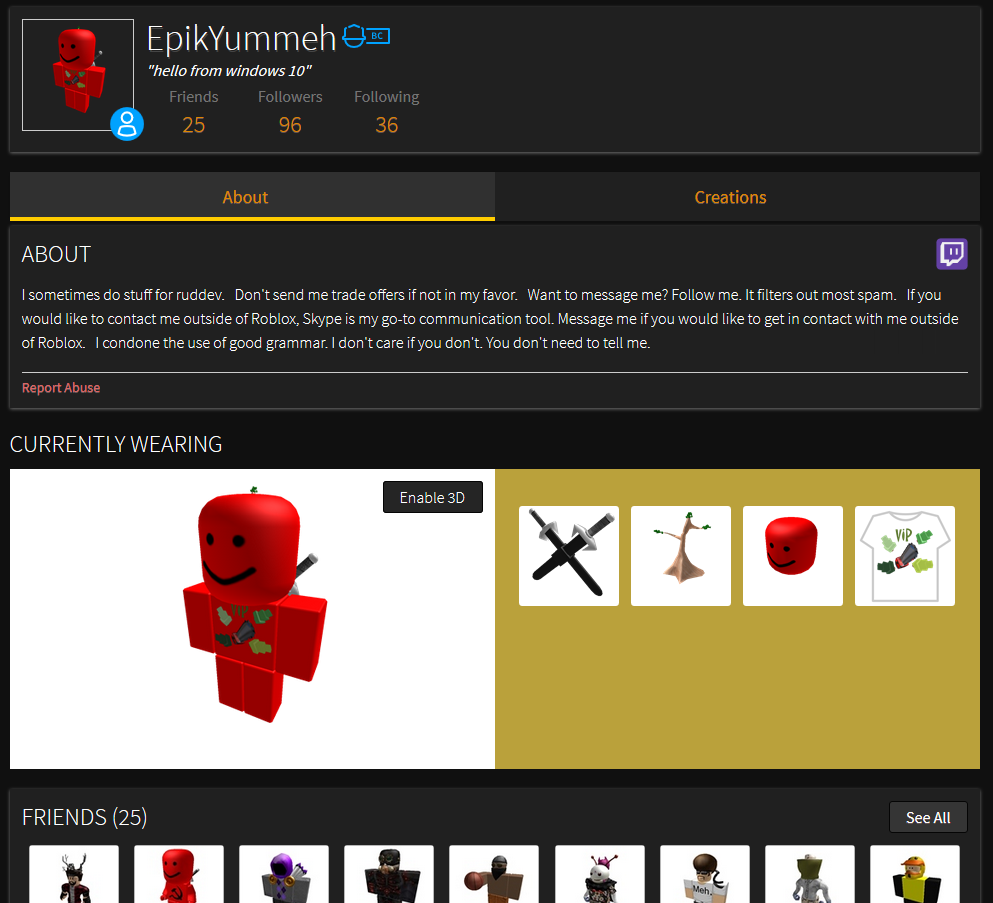 EpikYummeh BC
"hello from windows 10"
Friends Followers Following
25 96 36
About Creations
ABOUT
I sometimes do stuff for ruddev. Don't send me trade offers if not in my favor. Want to message me? Follow me. It filters out most spam. If you
would like to contact me outside of Roblox, Skype is my go-to communication tool. Message me if you would like to get in contact with me outside
of Roblox. I condone the use of good grammar. I don't care if you don't. You don't need to tell me.
Report Abuse
CURRENTLY WEARING
Enable 3D
VIP
VIP
FRIENDS (25)
See All
Meh.